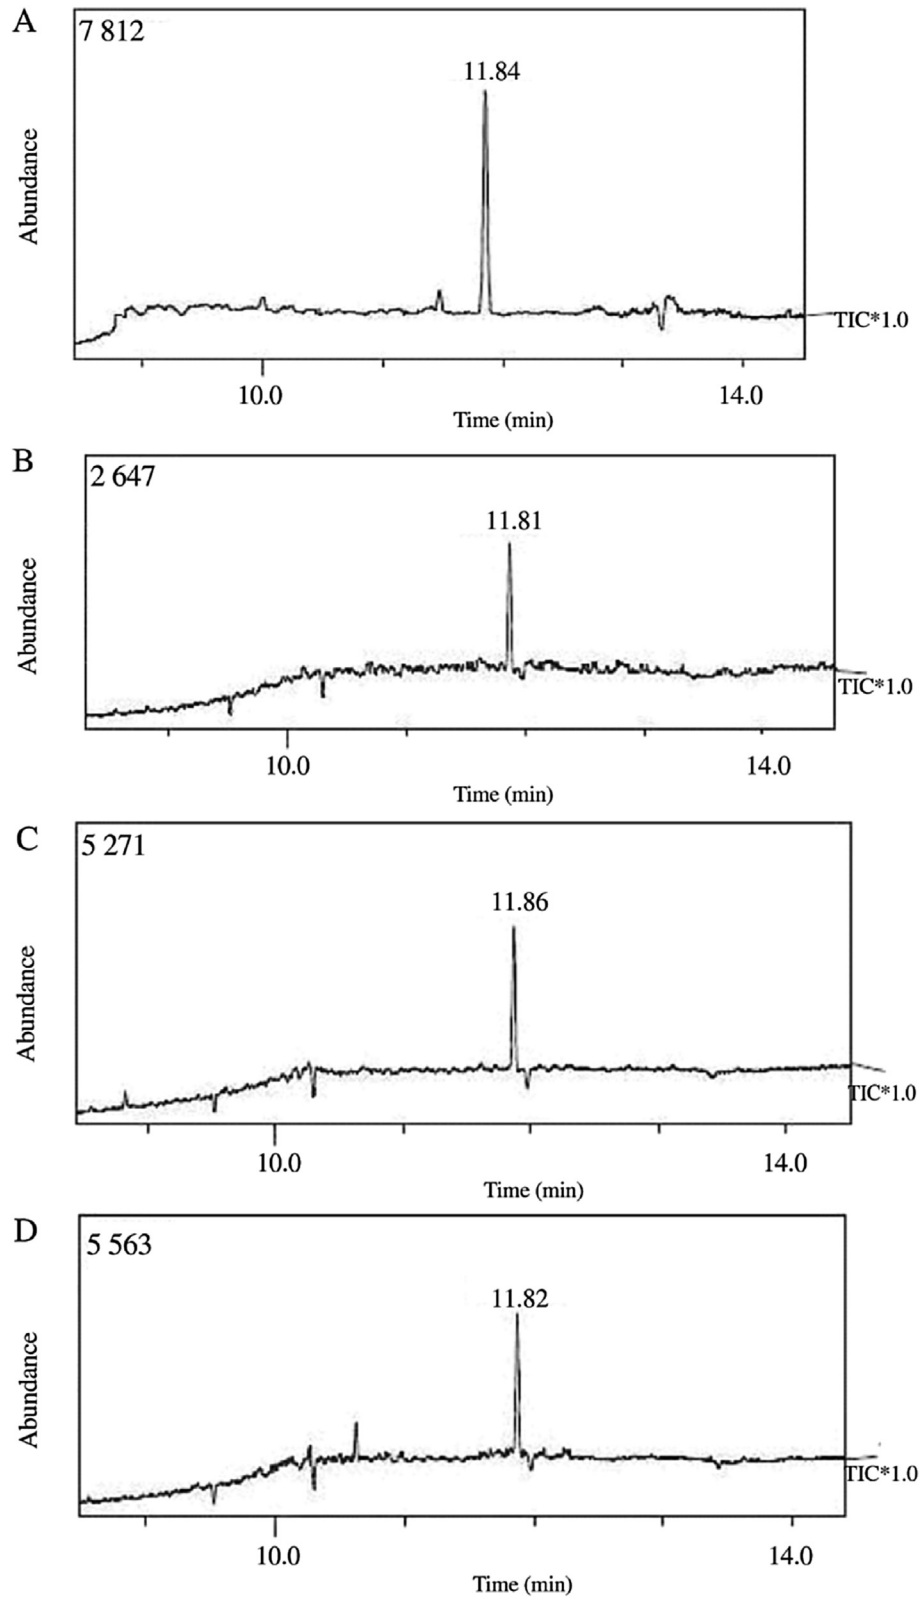 A
7 812
11.84
Abundance
TIC*1.0
10.0 14.0
Time (min)
B
2 647
11.81
Abundance
TIC*1.0
10.0 14.0
Time (min)
C
5 271
11.86
Abundance
TIC*1.0
10.0 14.0
Time (min)
D
5 563
11.82
Abundance
TIC*1.0
10.0 14.0
Time (min)